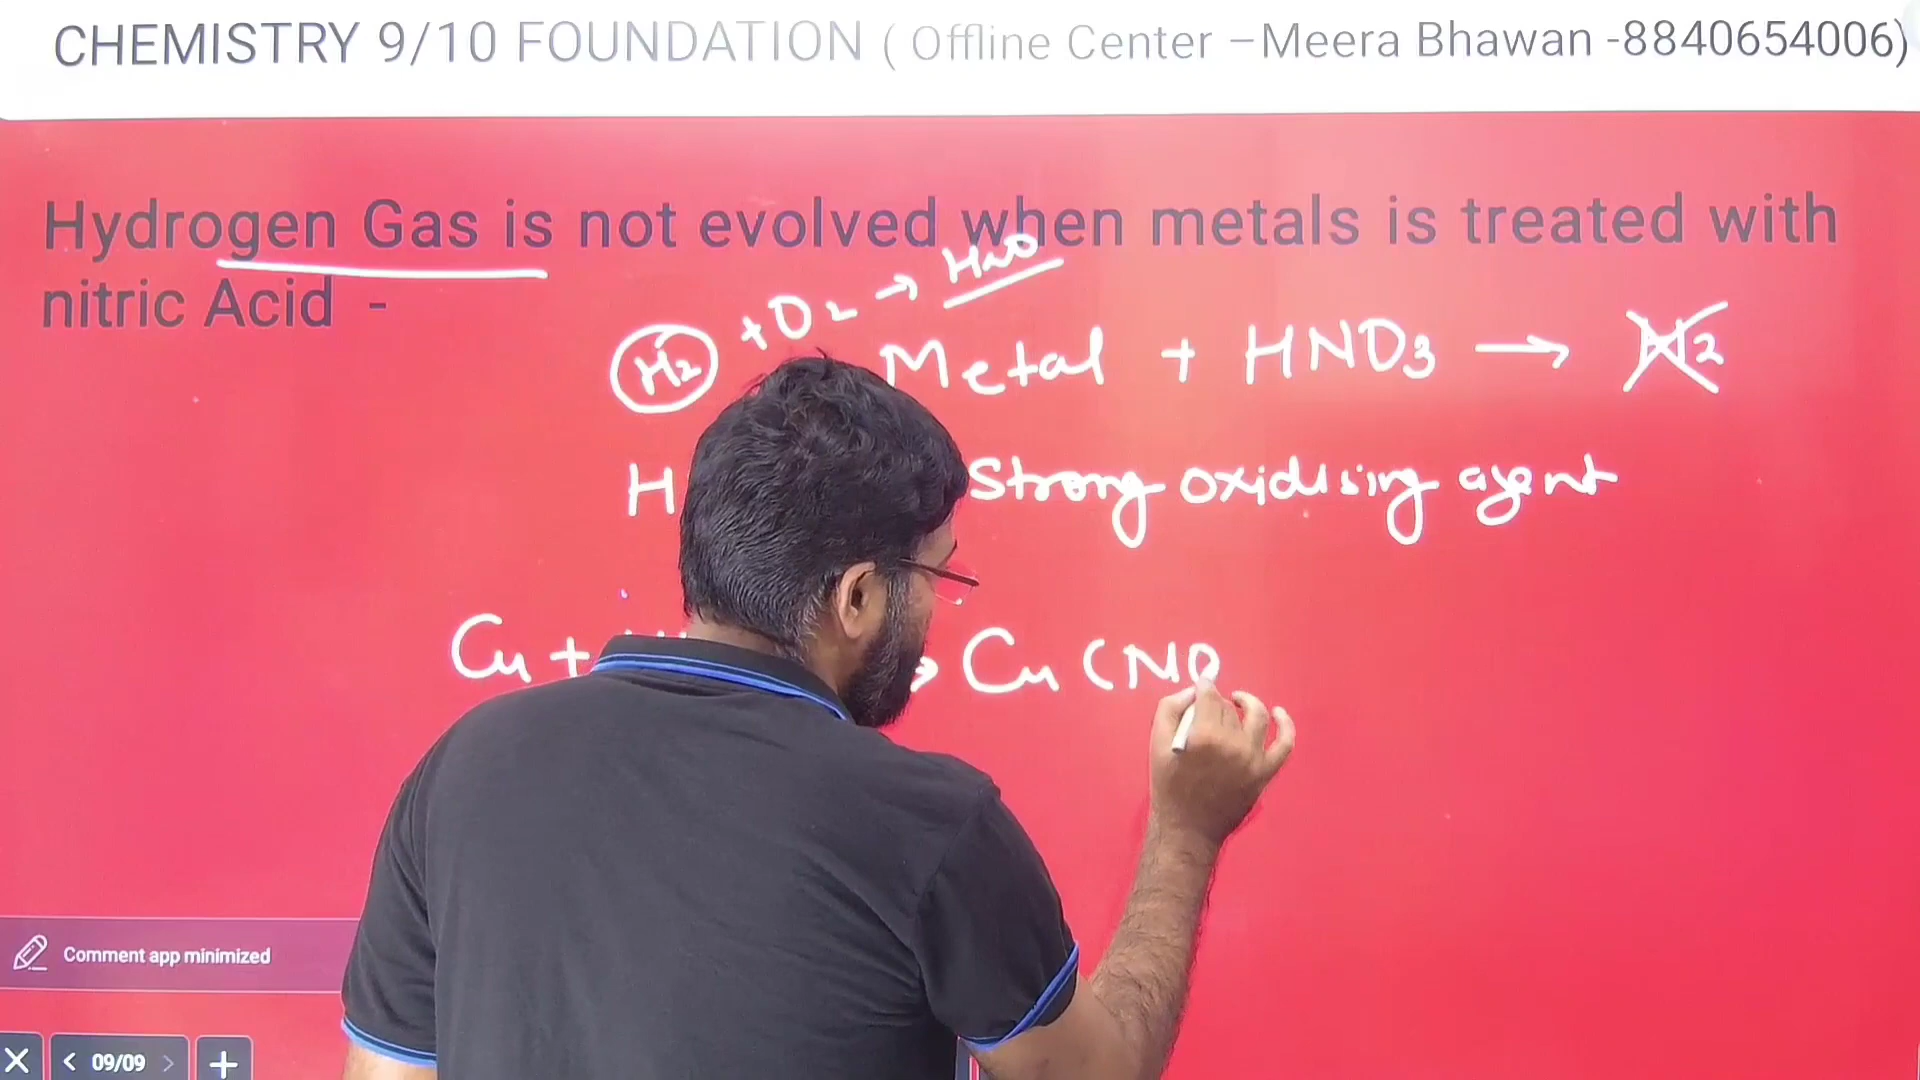 CHEMISTRY 9/10 FOUNDATION ( Offline Center –Meera Bhawan -8840654006)
Hydrogen Gas is not evolved when metals is treated with
nitric Acid -
H₂ + O₂ → H₂O
Metal + HNO₃ → H₂
H Strong oxidising agent
Cu + → Cu (NO
Comment app minimized
09/09